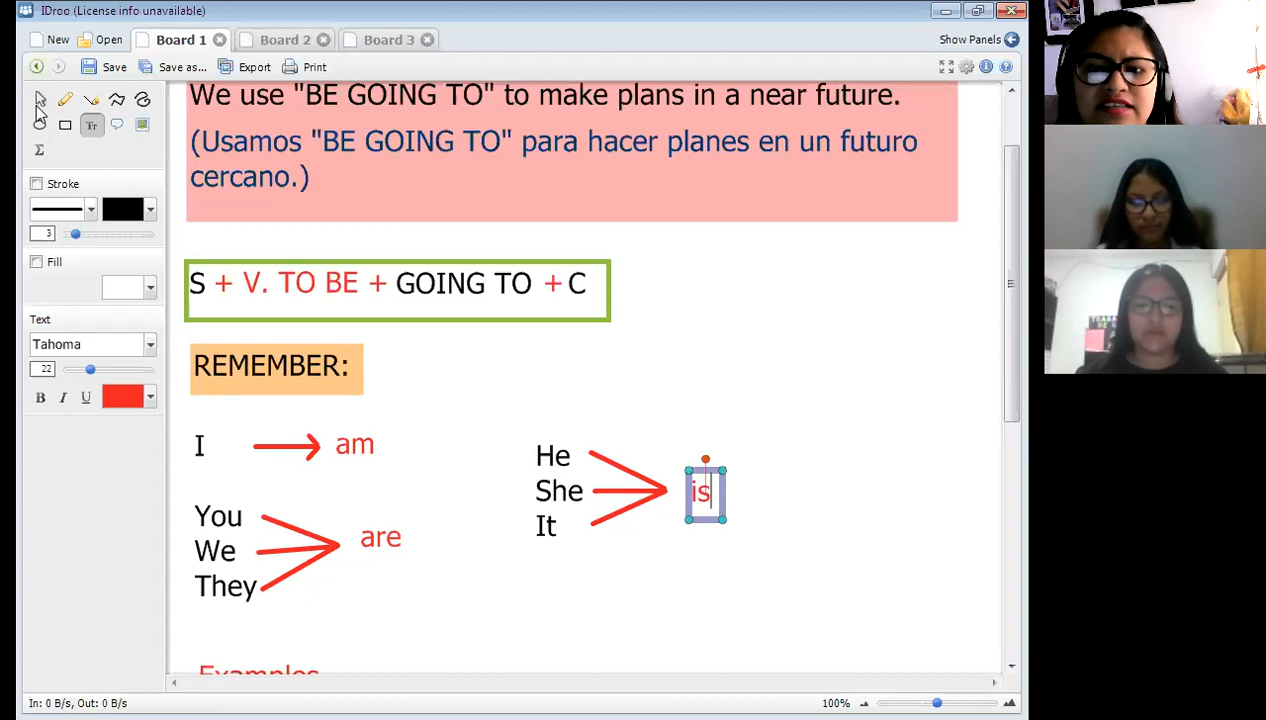 IDroo (License info unavailable)
New Open Board 1 Board 2 Board 3 Show Panels
Save Save as... Export Print
We use "BE GOING TO" to make plans in a near future.
(Usamos "BE GOING TO" para hacer planes en un futuro
cercano.)
Tr
Σ
Stroke
3
Fill
Text
Tahoma
22
B I U
S + V. TO BE + GOING TO + C
REMEMBER:
I am
You
We are
They
He
She is
It
Examples
In: 0 B/s, Out: 0 B/s 100%